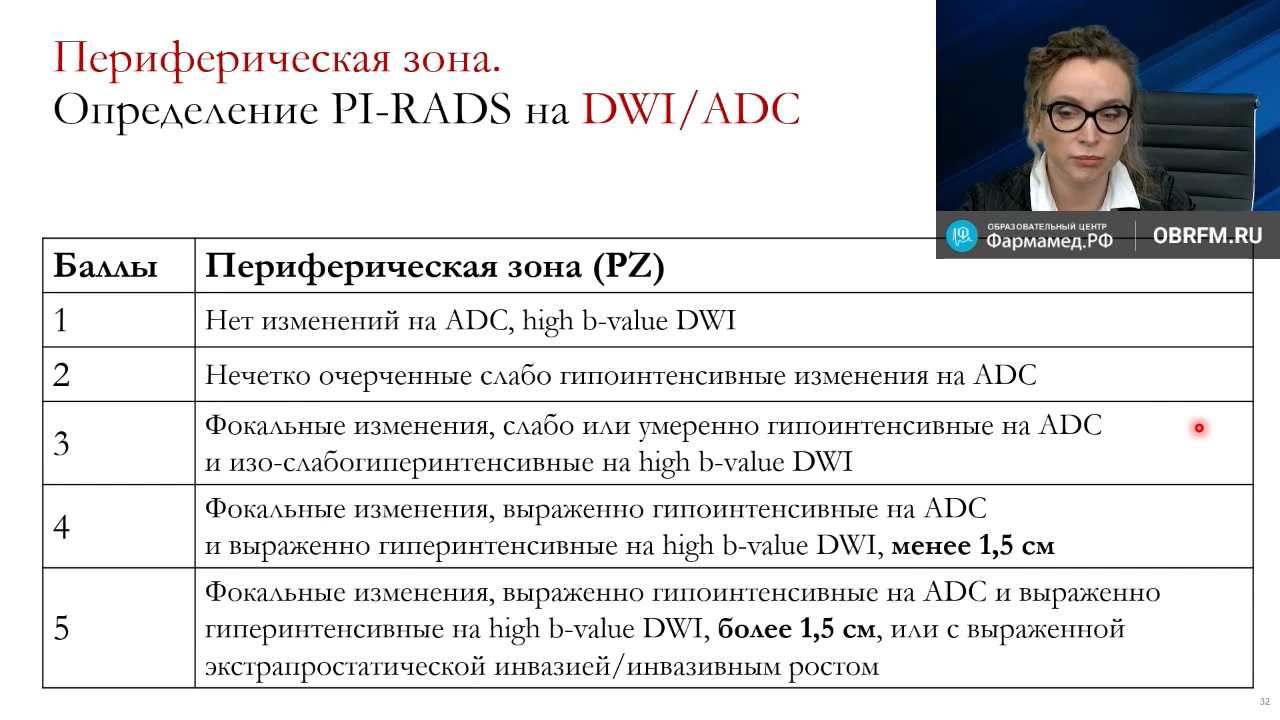 Периферическая зона.
Определение PI-RADS на DWI/ADC
ОБРАЗОВАТЕЛЬНЫЙ ЦЕНТР
Фармамед.РФ
OBRFM.RU
Баллы Периферическая зона (PZ)
1 Нет изменений на ADC, high b-value DWI
2 Нечетко очерченные слабо гипоинтенсивные изменения на ADC
3 Фокальные изменения, слабо или умеренно гипоинтенсивные на ADC
и изо-слабогиперинтенсивные на high b-value DWI
4 Фокальные изменения, выраженно гипоинтенсивные на ADC
и выраженно гиперинтенсивные на high b-value DWI, менее 1,5 см
5 Фокальные изменения, выраженно гипоинтенсивные на ADC и выраженно
гиперинтенсивные на high b-value DWI, более 1,5 см, или с выраженной
экстрапростатической инвазией/инвазивным ростом
32